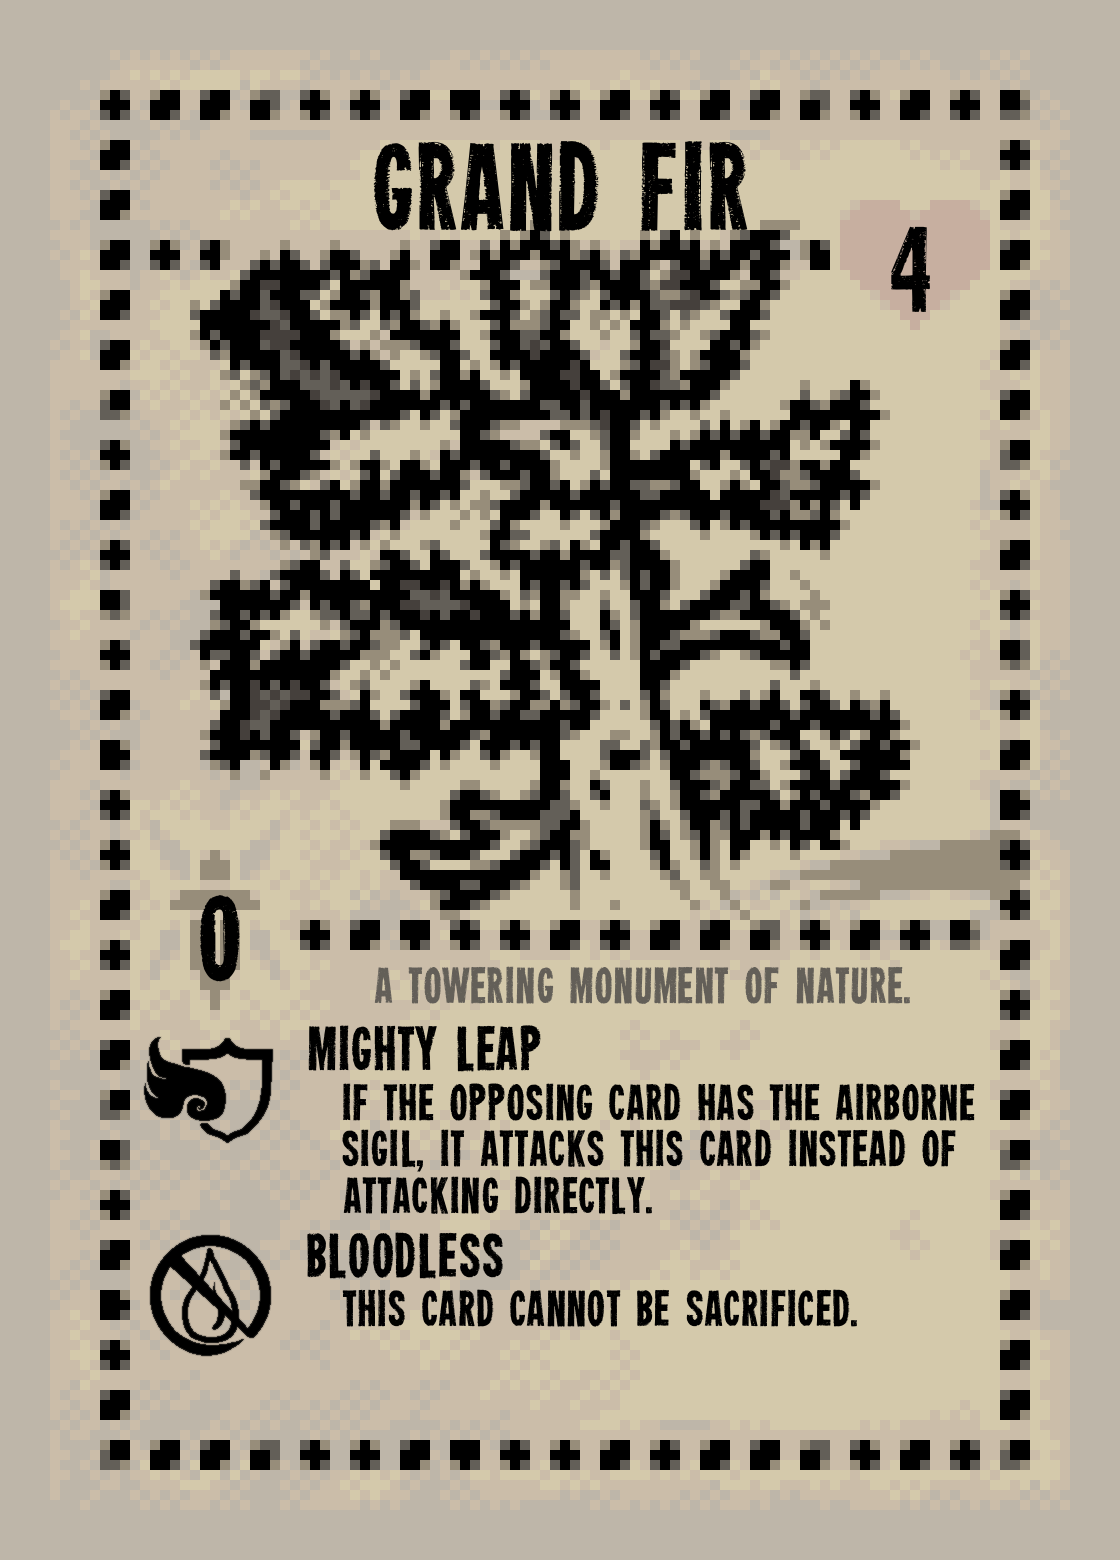 GRAND FIR
4
0
A TOWERING MONUMENT OF NATURE.
MIGHTY LEAP
IF THE OPPOSING CARD HAS THE AIRBORNE
SIGIL, IT ATTACKS THIS CARD INSTEAD OF
ATTACKING DIRECTLY.
BLOODLESS
THIS CARD CANNOT BE SACRIFICED.